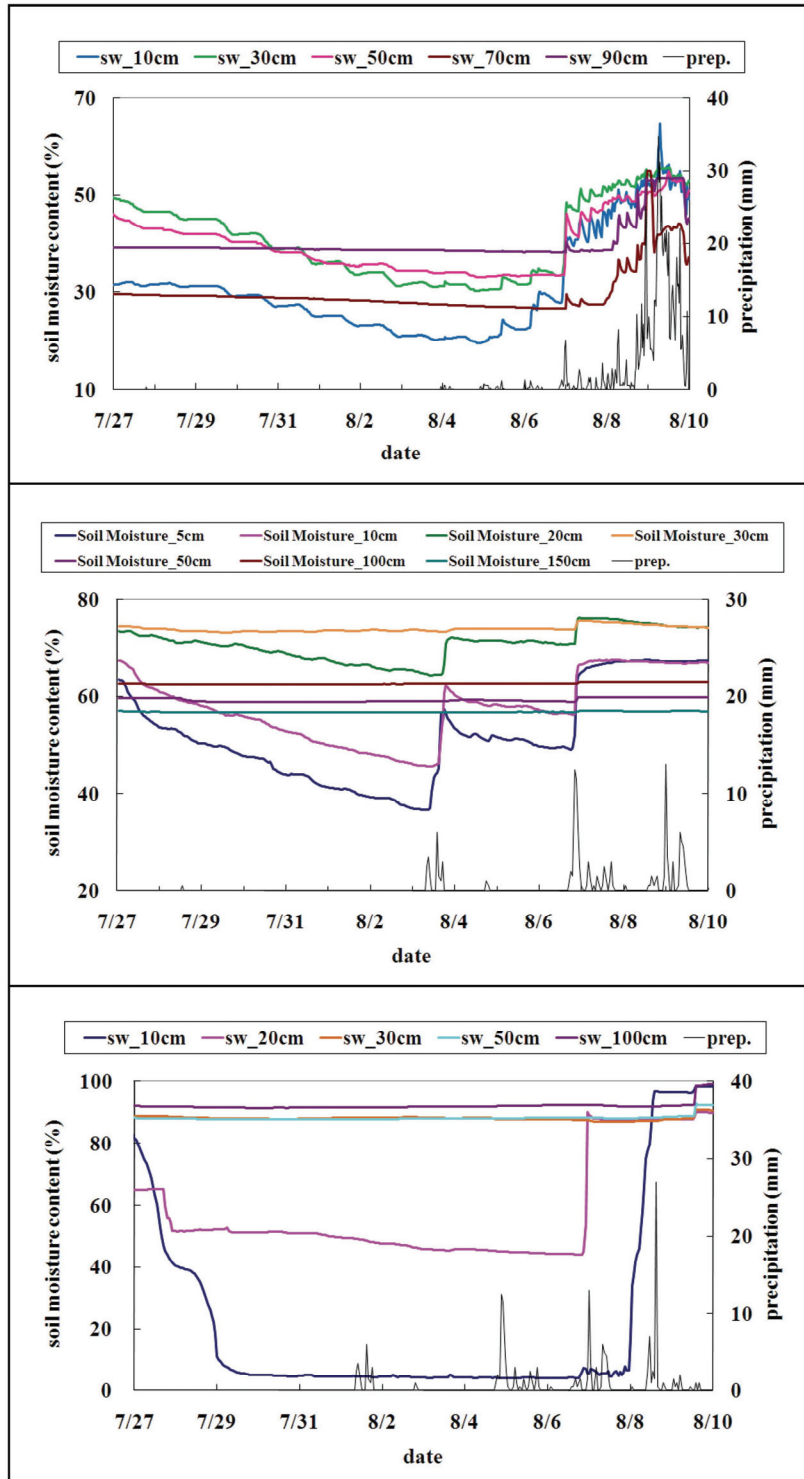 sw_10cm sw_30cm sw_50cm sw_70cm sw_90cm prep.
70 40
50 30
20
30
10
10 0
soil moisture content (%)
precipitation (mm)
7/27 7/29 7/31 8/2 8/4 8/6 8/8 8/10
date
Soil Moisture_5cm Soil Moisture_10cm Soil Moisture_20cm Soil Moisture_30cm
Soil Moisture_50cm Soil Moisture_100cm Soil Moisture_150cm prep.
80 30
60 20
40 10
20 0
soil moisture content (%)
precipitation (mm)
7/27 7/29 7/31 8/2 8/4 8/6 8/8 8/10
date
sw_10cm sw_20cm sw_30cm sw_50cm sw_100cm prep.
100 40
80
30
60
20
40
10
20
0 0
soil moisture content (%)
precipitation (mm)
7/27 7/29 7/31 8/2 8/4 8/6 8/8 8/10
date